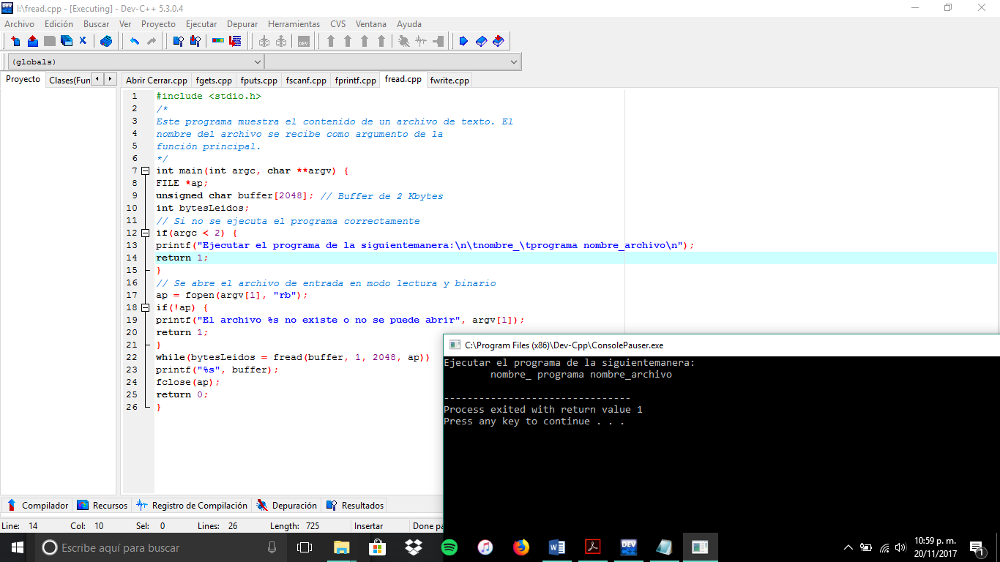 I:\fread.cpp - [Executing] - Dev-C++ 5.3.0.4
Archivo Edición Buscar Ver Proyecto Ejecutar Depurar Herramientas CVS Ventana Ayuda
DEV
(globals)
Proyecto Clases(Fun Abrir Cerrar.cpp fgets.cpp fputs.cpp fscanf.cpp fprintf.cpp fread.cpp fwrite.cpp
1 #include <stdio.h>
2 /*
3 Este programa muestra el contenido de un archivo de texto. El
4 nombre del archivo se recibe como argumento de la
5 función principal.
6 */
7 int main(int argc, char **argv) {
8 FILE *ap;
9 unsigned char buffer[2048]; // Buffer de 2 Kbytes
10 int bytesLeidos;
11 // Si no se ejecuta el programa correctamente
12 if(argc < 2) {
13 printf("Ejecutar el programa de la siguientemanera:\n\tnombre_\tprograma nombre_archivo\n");
14 return 1;
15 }
16 // Se abre el archivo de entrada en modo lectura y binario
17 ap = fopen(argv[1], "rb");
18 if(!ap) {
19 printf("El archivo %s no existe o no se puede abrir", argv[1]);
20 return 1;
21 }
22 while(bytesLeidos = fread(buffer, 1, 2048, ap))
23 printf("%s", buffer);
24 fclose(ap);
25 return 0;
26 }
C:\Program Files (x86)\Dev-Cpp\ConsolePauser.exe
Ejecutar el programa de la siguientemanera:
nombre_ programa nombre_archivo
--------------------------------
Process exited with return value 1
Press any key to continue . . .
Compilador Recursos Registro de Compilación Depuración Resultados
Line: 14 Col: 10 Sel: 0 Lines: 26 Length: 725 Insertar Done pa
Escribe aquí para buscar
DEV
10:59 p. m.
20/11/2017
1